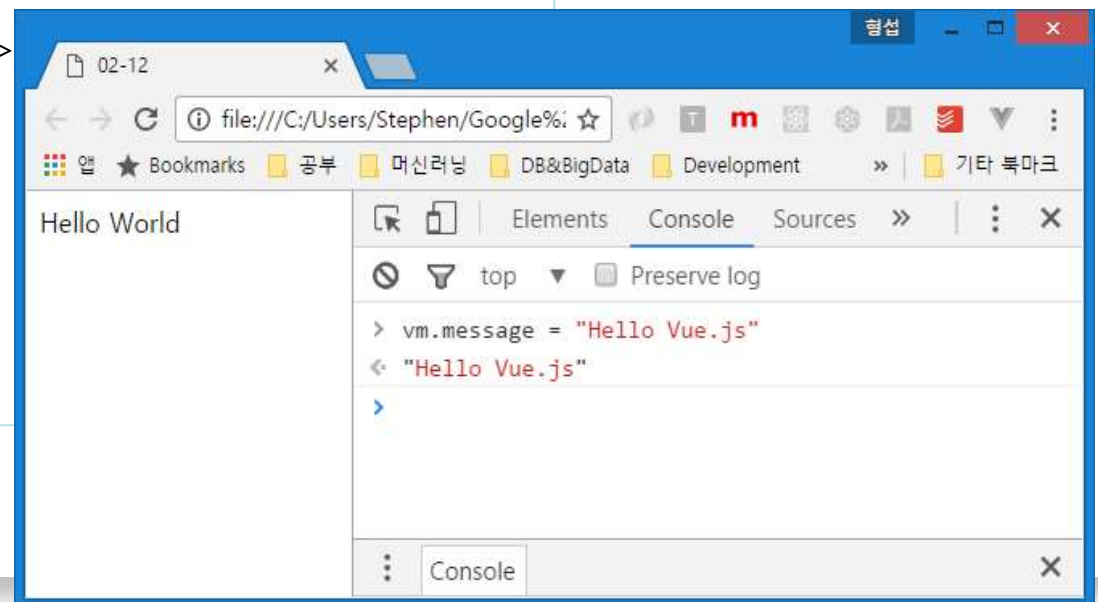 >
형섭
02-12
file:///C:/Users/Stephen/Google%2
T m
앱 Bookmarks 공부 머신러닝 DB&BigData Development » 기타 북마크
Hello World
Elements Console Sources »
top ▼ Preserve log
> vm.message = "Hello Vue.js"
"Hello Vue.js"
>
Console